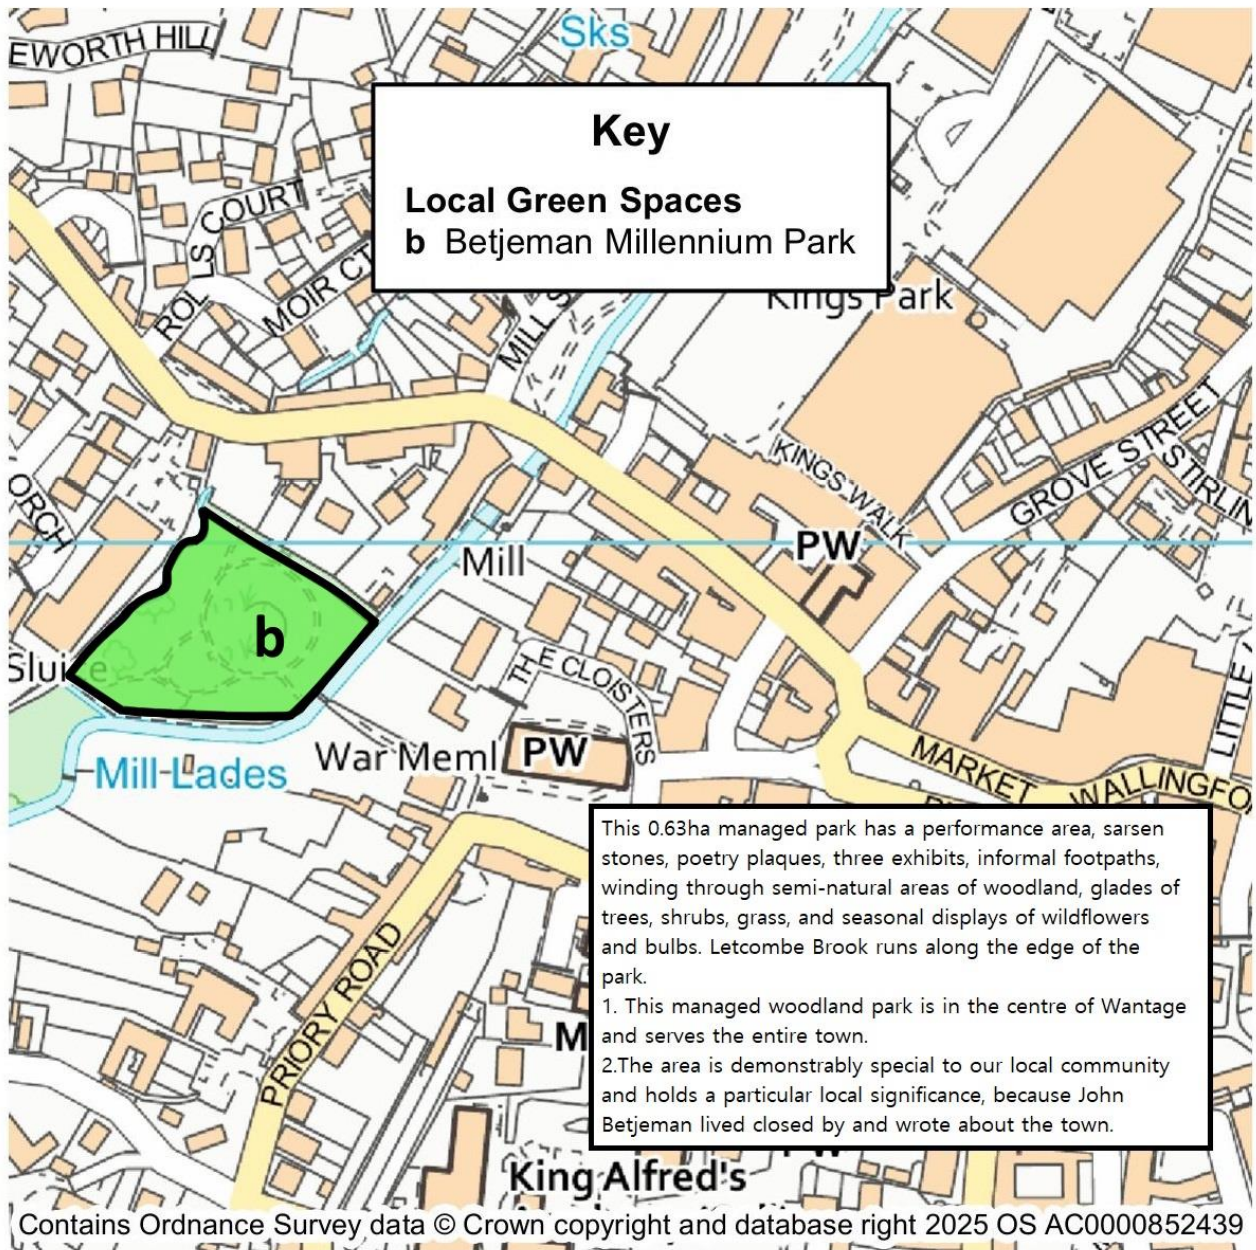 EWORTH HILL
Sks
Key
Local Green Spaces
b Betjeman Millennium Park
ROLLS COURT
MOIR CT
MILL S
Kings Park
KINGS WALK
GROVE STREET
STIRLIN
ORCH
PW
Mill
b
THE CLOISTERS
LITTLE
War Meml
PW
Mill Lades
MARKET
WALLINGFO
This 0.63ha managed park has a performance area, sarsen
stones, poetry plaques, three exhibits, informal footpaths,
winding through semi-natural areas of woodland, glades of
trees, shrubs, grass, and seasonal displays of wildflowers
and bulbs. Letcombe Brook runs along the edge of the
park.
1. This managed woodland park is in the centre of Wantage
and serves the entire town.
2.The area is demonstrably special to our local community
and holds a particular local significance, because John
Betjeman lived closed by and wrote about the town.
PRIORY ROAD
M
King Alfred's
Contains Ordnance Survey data © Crown copyright and database right 2025 OS AC0000852439